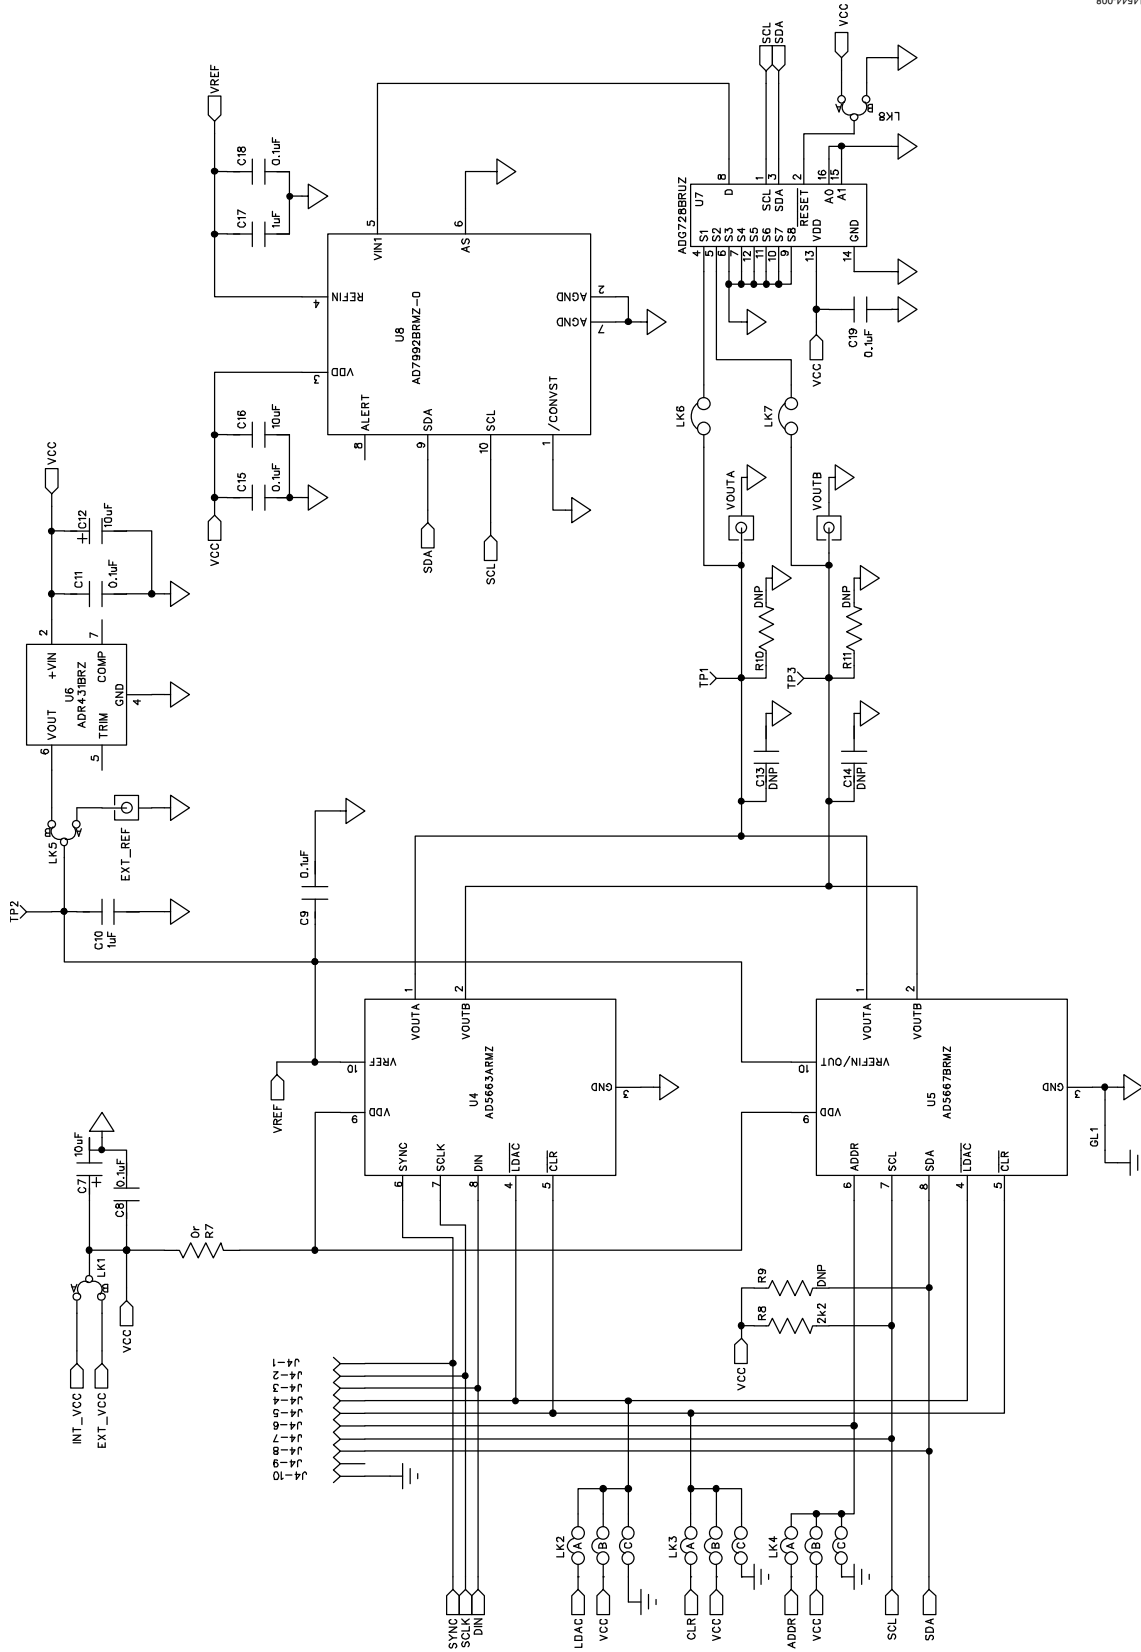 14544-008
VCC
SCL
SDA
A
B
LK8
VREF
C18
0.1uF
C17
1uF
5
VIN1
6
AS
4
REFIN
U8
AD7992BRMZ-0
AGND
2
AGND
7
3
VDD
ALERT
8
SDA
9
SCL
10
/CONVST
1
C16
10uF
C15
0.1uF
VCC
SDA
SCL
ADG728BRUZ
U7
8
D
1
SCL
3
SDA
2
RESET
16
A0
15
A1
4
S1
5
S2
6
S3
7
S4
12
S5
11
S6
10
S7
9
S8
13
VDD
14
GND
VCC
C19
0.1uF
LK6
LK7
VOUTA
VOUTB
R10
DNP
R11
DNP
TP1
TP3
C13
DNP
C14
DNP
VCC
C12
+
10uF
C11
0.1uF
2
+VIN
7
COMP
U6
ADR431BRZ
GND
4
VOUT
6
TRIM
5
LK5
B
A
EXT_REF
TP2
C10
1uF
C9
0.1uF
VREF
1
VOUTA
2
VOUTB
10
VREF
U4
AD5663ARMZ
GND
3
9
VDD
SYNC
6
SCLK
7
DIN
8
LDAC
4
CLR
5
1
VOUTA
2
VOUTB
10
VREFIN/OUT
U5
AD5667BRMZ
GND
3
9
VDD
ADDR
6
SCL
7
SDA
8
LDAC
4
CLR
5
GL1
C7
10uF
+
C8
0.1uF
0r
R7
LK1
A
B
INT_VCC
EXT_VCC
VCC
R9
DNP
R8
2k2
VCC
J4-1
J4-2
J4-3
J4-4
J4-5
J4-6
J4-7
J4-8
J4-9
J4-10
SYNC
SCLK
DIN
LK2
A
B
C
LDAC
VCC
LK3
A
B
C
CLR
VCC
LK4
A
B
C
ADDR
VCC
SCL
SDA